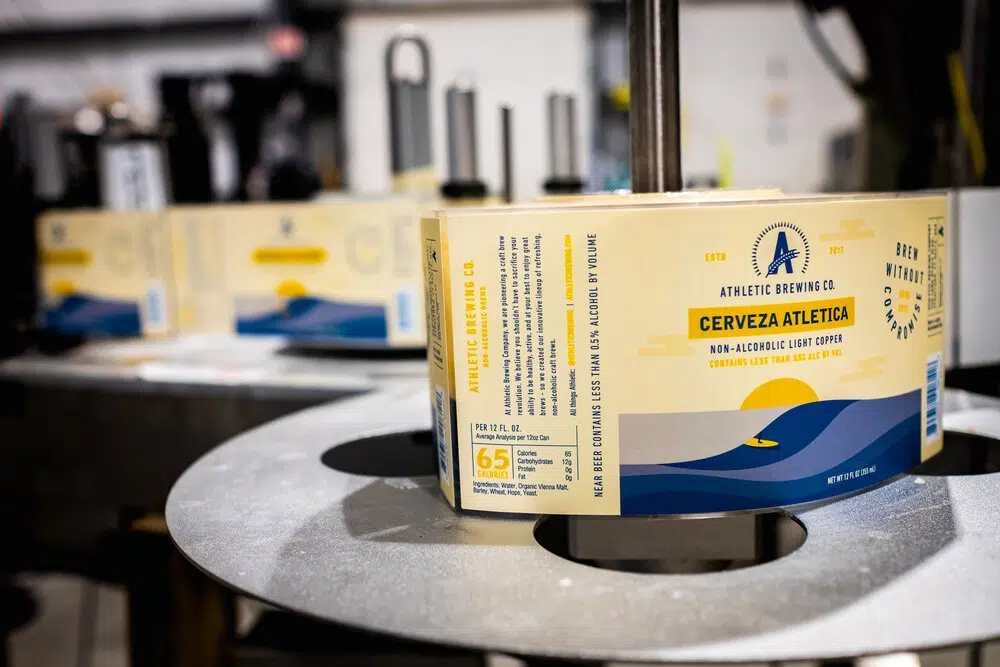 ATHLETIC BREWING CO.
NON-ALCOHOLIC BREWS
At Athletic Brewing Company, we are pioneering a craft brew
revolution. We believe you shouldn't have to sacrifice your
ability to be healthy, active, and at your best to enjoy great
brews - so we created our innovative lineup of refreshing,
non-alcoholic craft brews.
All things Athletic: @ATHLETICBREWING | ATHLETICBREWING.COM
NEAR BEER CONTAINS LESS THAN 0.5% ALCOHOL BY VOLUME
PER 12 FL. OZ.
Average Analysis per 12oz Can
65
CALORIES
Calories 65
Carbohydrates 12g
Protein 0g
Fat 0g
Ingredients: Water, Organic Vienna Malt,
Barley, Wheat, Hops, Yeast.
ESTD 2017
A
ATHLETIC BREWING CO.
CERVEZA ATLETICA
NON-ALCOHOLIC LIGHT COPPER
CONTAINS LESS THAN 0.5% ALC BY VOL
NET WT 12 FL OZ (355 mL)
BREW
WITHOUT
COMPROMISE